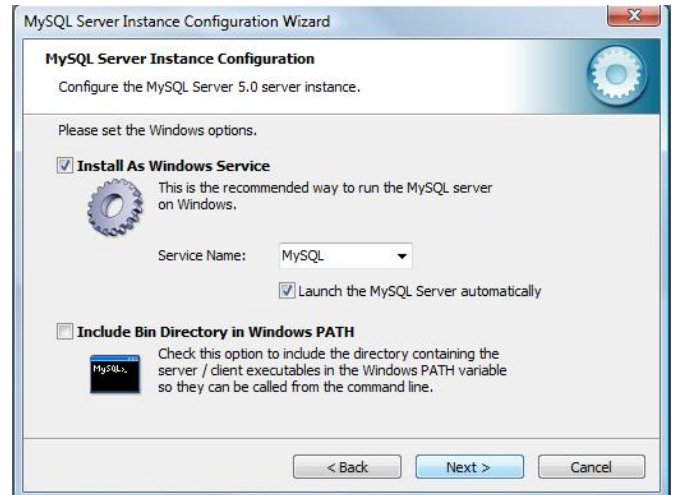 MySQL Server Instance Configuration Wizard
MySQL Server Instance Configuration
Configure the MySQL Server 5.0 server instance.
Please set the Windows options.
Install As Windows Service
This is the recommended way to run the MySQL server
on Windows.
Service Name: MySQL
Launch the MySQL Server automatically
Include Bin Directory in Windows PATH
MySQL>_
Check this option to include the directory containing the
server / client executables in the Windows PATH variable
so they can be called from the command line.
< Back Next > Cancel